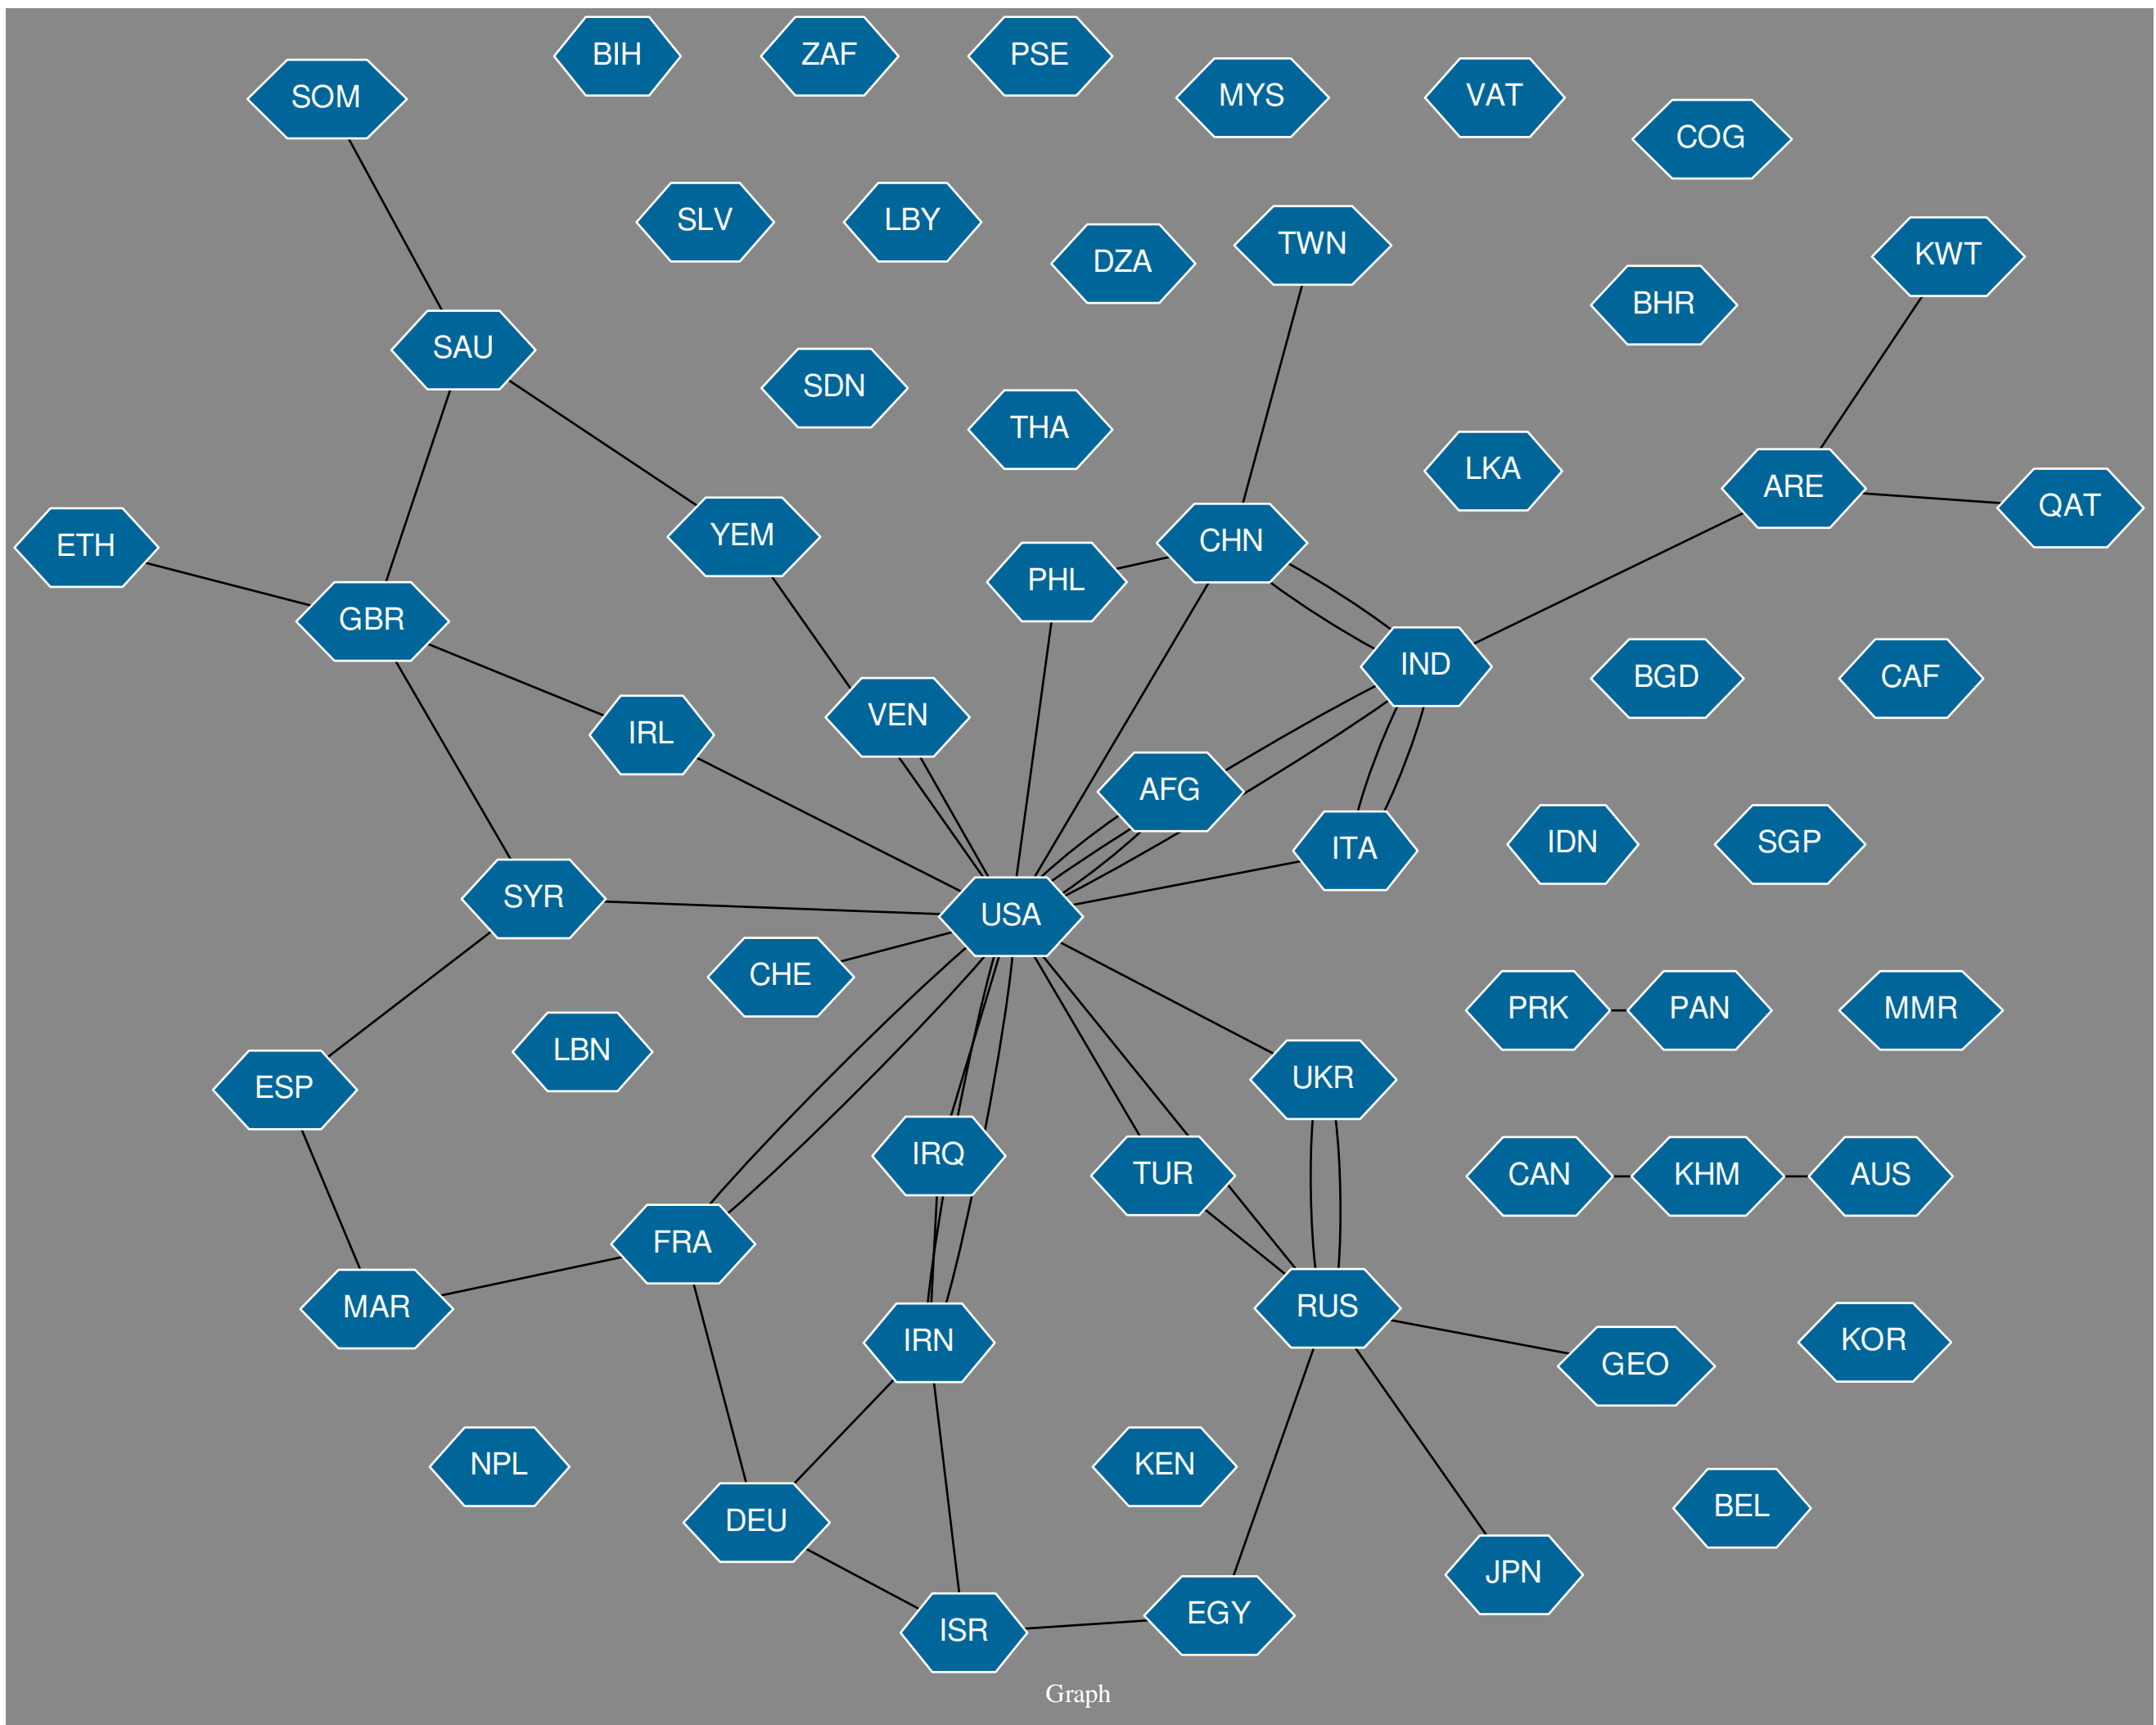 BIH
ZAF
PSE
MYS
VAT
SOM
COG
SLV
LBY
TWN
DZA
KWT
BHR
SAU
SDN
THA
LKA
ARE
QAT
YEM
CHN
ETH
PHL
GBR
IND
BGD
CAF
VEN
IRL
AFG
IDN
SGP
ITA
SYR
USA
CHE
PRK
PAN
MMR
LBN
UKR
ESP
IRQ
TUR
CAN
KHM
AUS
FRA
MAR
RUS
IRN
KOR
GEO
NPL
KEN
BEL
DEU
JPN
EGY
ISR
Graph